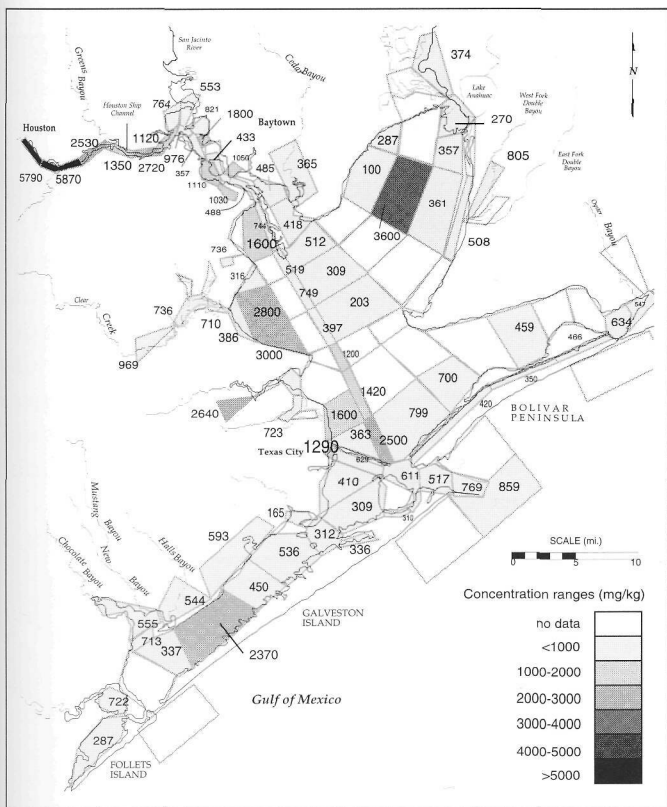 San Jacinto
River
Greens Bayou
Cedar Bayou
374
N
553
Lake
Anahuac
West Fork
Double
Bayou
764
821
Houston Ship
Channel
1800
Houston
Baytown
270
2530
1120
433
287
357
805
East Fork
Double
Bayou
5790
5870
1350
2720
976
357
1050
485
365
100
1110
1030
488
361
744
418
3600
508
1600
512
Oyster
Bayou
736
519
309
316
749
203
Clear
Creek
2800
547
736
710
397
459
634
386
466
969
3000
1200
350
1420
700
2640
1600
799
420
BOLIVAR
PENINSULA
723
363
2500
Texas City
1290
629
611
517
410
769
859
Mustang
Bayou
309
310
165
SCALE (mi.)
0
5
10
593
312
336
Chocolate Bayou
New
Bayou
Halls Bayou
536
450
544
GALVESTON
ISLAND
Concentration ranges (mg/kg)
555
no data
713
337
2370
<1000
1000-2000
2000-3000
722
Gulf of Mexico
3000-4000
287
4000-5000
FOLLETS
ISLAND
>5000